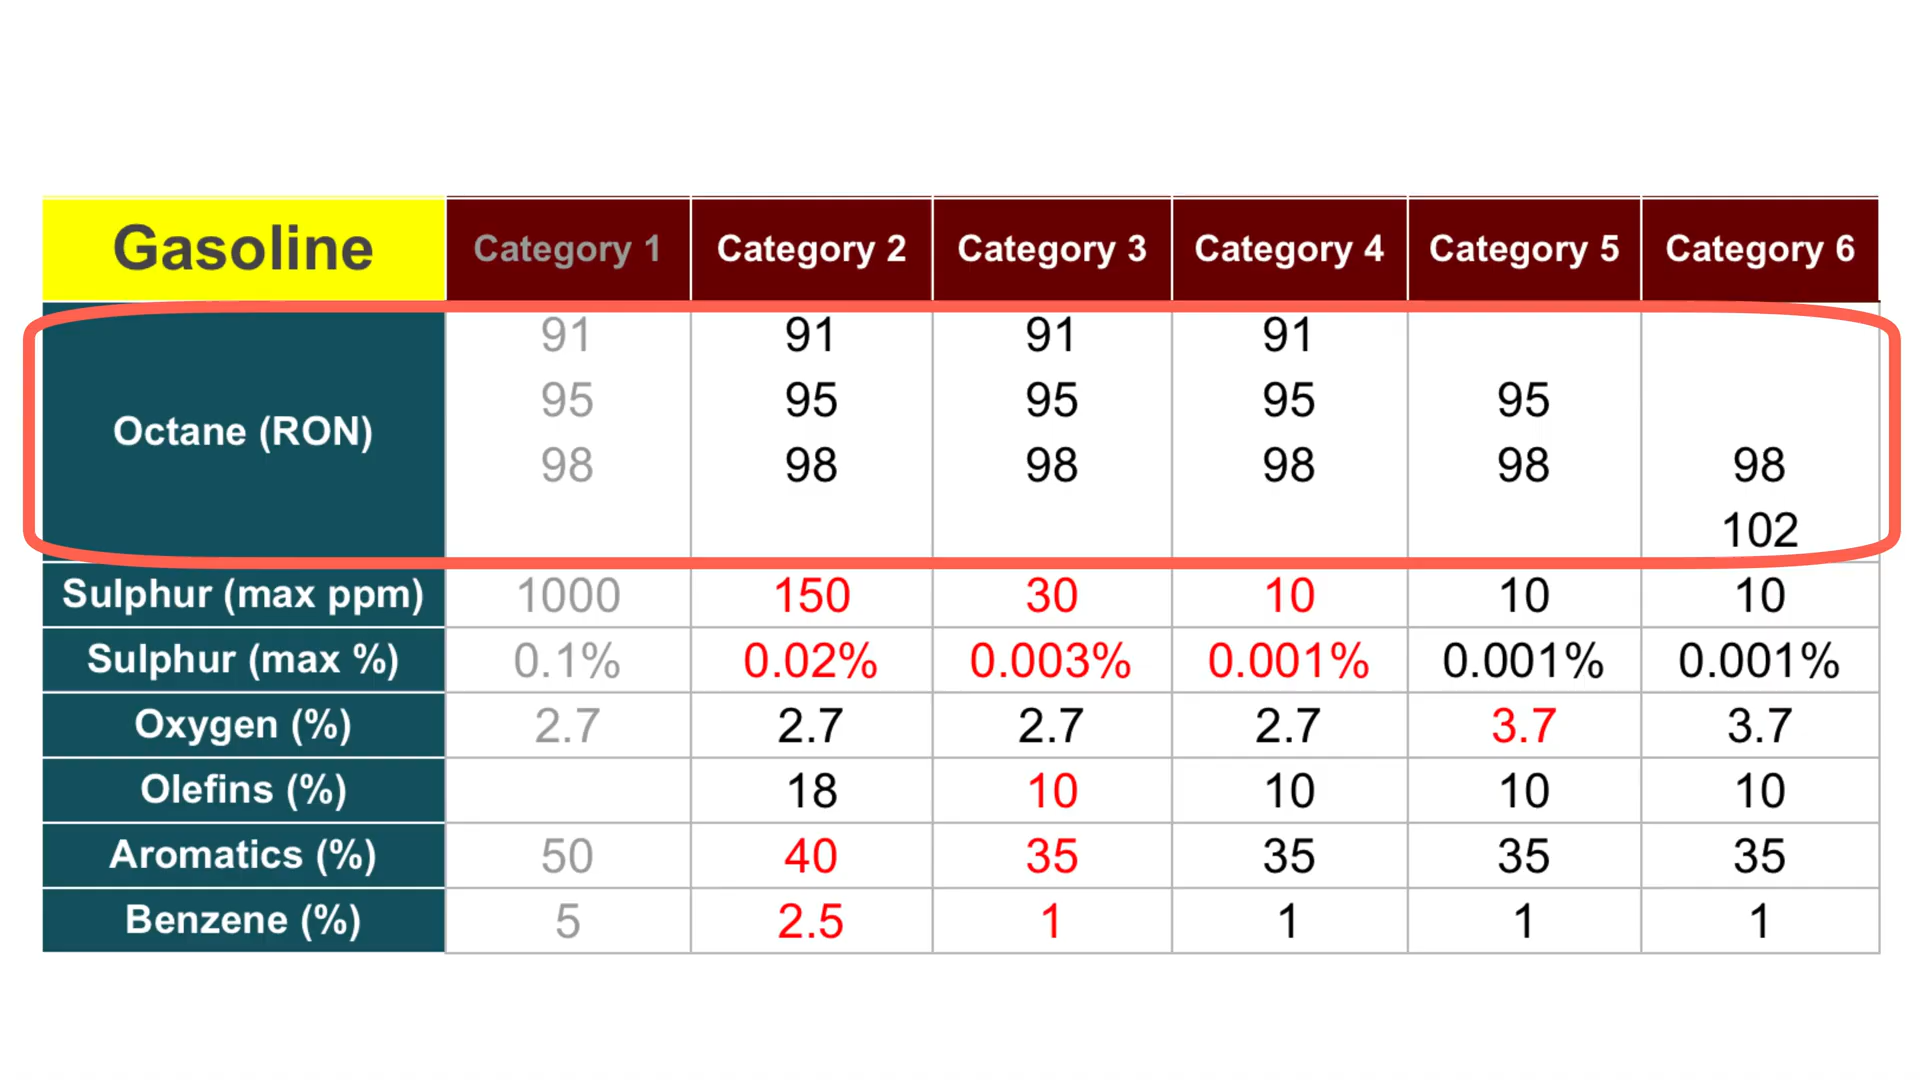 Gasoline Category 1 Category 2 Category 3 Category 4 Category 5 Category 6
91 91 91 91
Octane (RON) 95 95 95 95 95
98 98 98 98 98 98
102
Sulphur (max ppm) 1000 150 30 10 10 10
Sulphur (max %) 0.1% 0.02% 0.003% 0.001% 0.001% 0.001%
Oxygen (%) 2.7 2.7 2.7 2.7 3.7 3.7
Olefins (%) 18 10 10 10 10
Aromatics (%) 50 40 35 35 35 35
Benzene (%) 5 2.5 1 1 1 1